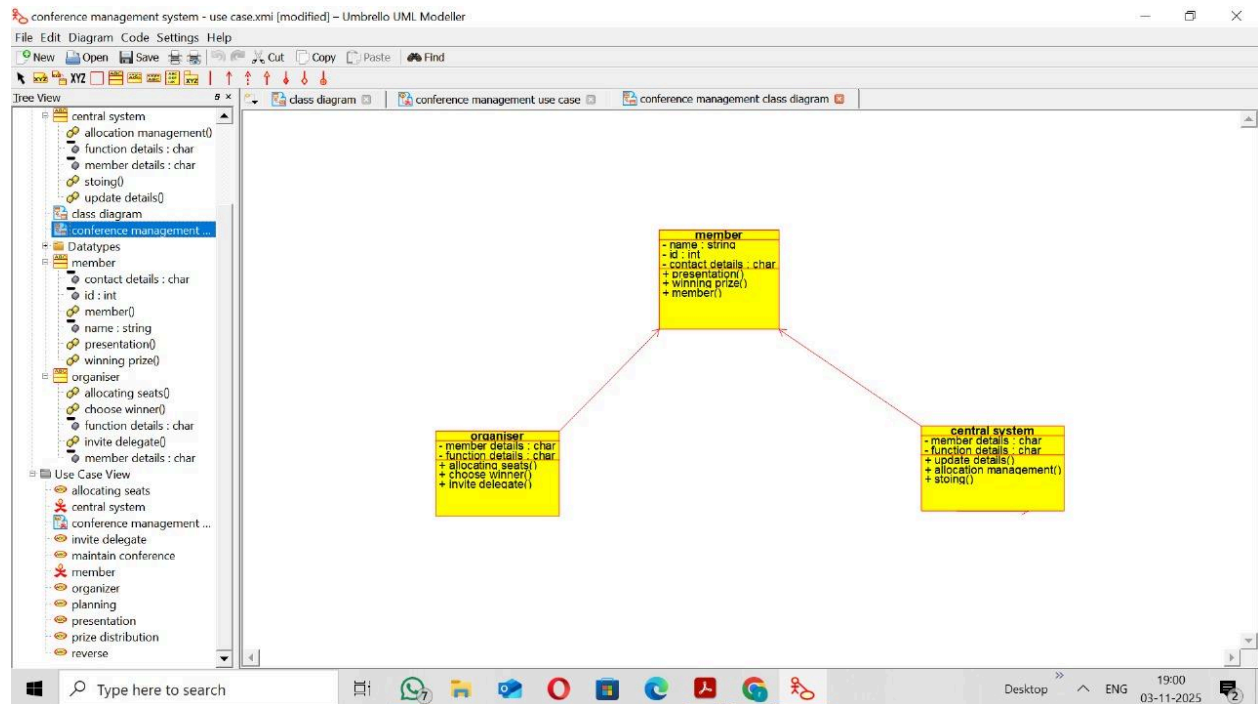 conference management system - use case.xmi [modified] – Umbrello UML Modeller
File Edit Diagram Code Settings Help
New Open Save Cut Copy Paste Find
XYZ
Tree View
class diagram
conference management use case
conference management class diagram
central system
allocation management()
function details : char
member details : char
stoing()
update details()
class diagram
conference management ...
Datatypes
member
contact details : char
id : int
member()
name : string
presentation()
winning prize()
organiser
allocating seats()
choose winner()
function details : char
invite delegate()
member details : char
Use Case View
allocating seats
central system
conference management ...
invite delegate
maintain conference
member
organizer
planning
presentation
prize distribution
reverse
member
- name : string
- id : int
- contact details : char
+ presentation()
+ winning prize()
+ member()
organiser
- member details : char
- function details : char
+ allocating seats()
+ choose winner()
+ invite delegate()
central system
- member details : char
- function details : char
+ update details()
+ allocation management()
+ stoing()
Type here to search
7
Desktop
ENG
19:00
03-11-2025
2